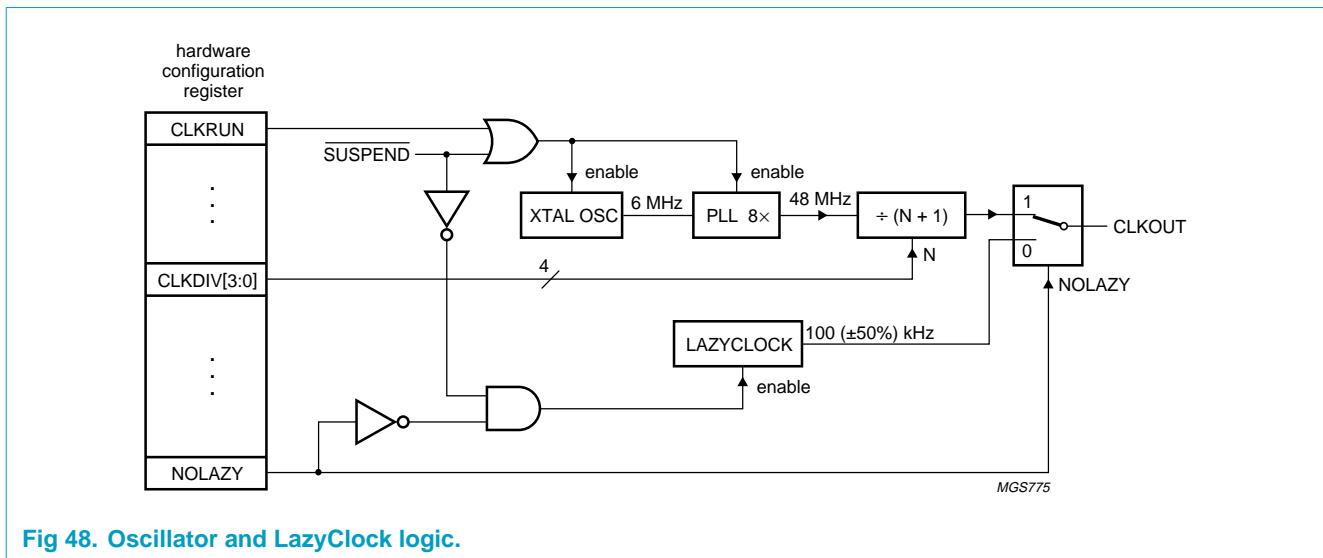 hardware
configuration
register
CLKRUN
SUSPEND
enable
enable
XTAL OSC
6 MHz
PLL 8×
48 MHz
÷ (N + 1)
1
0
CLKOUT
N
NOLAZY
CLKDIV[3:0]
4
LAZYCLOCK
100 (±50%) kHz
enable
NOLAZY
MGS775
Fig 48. Oscillator and LazyClock logic.